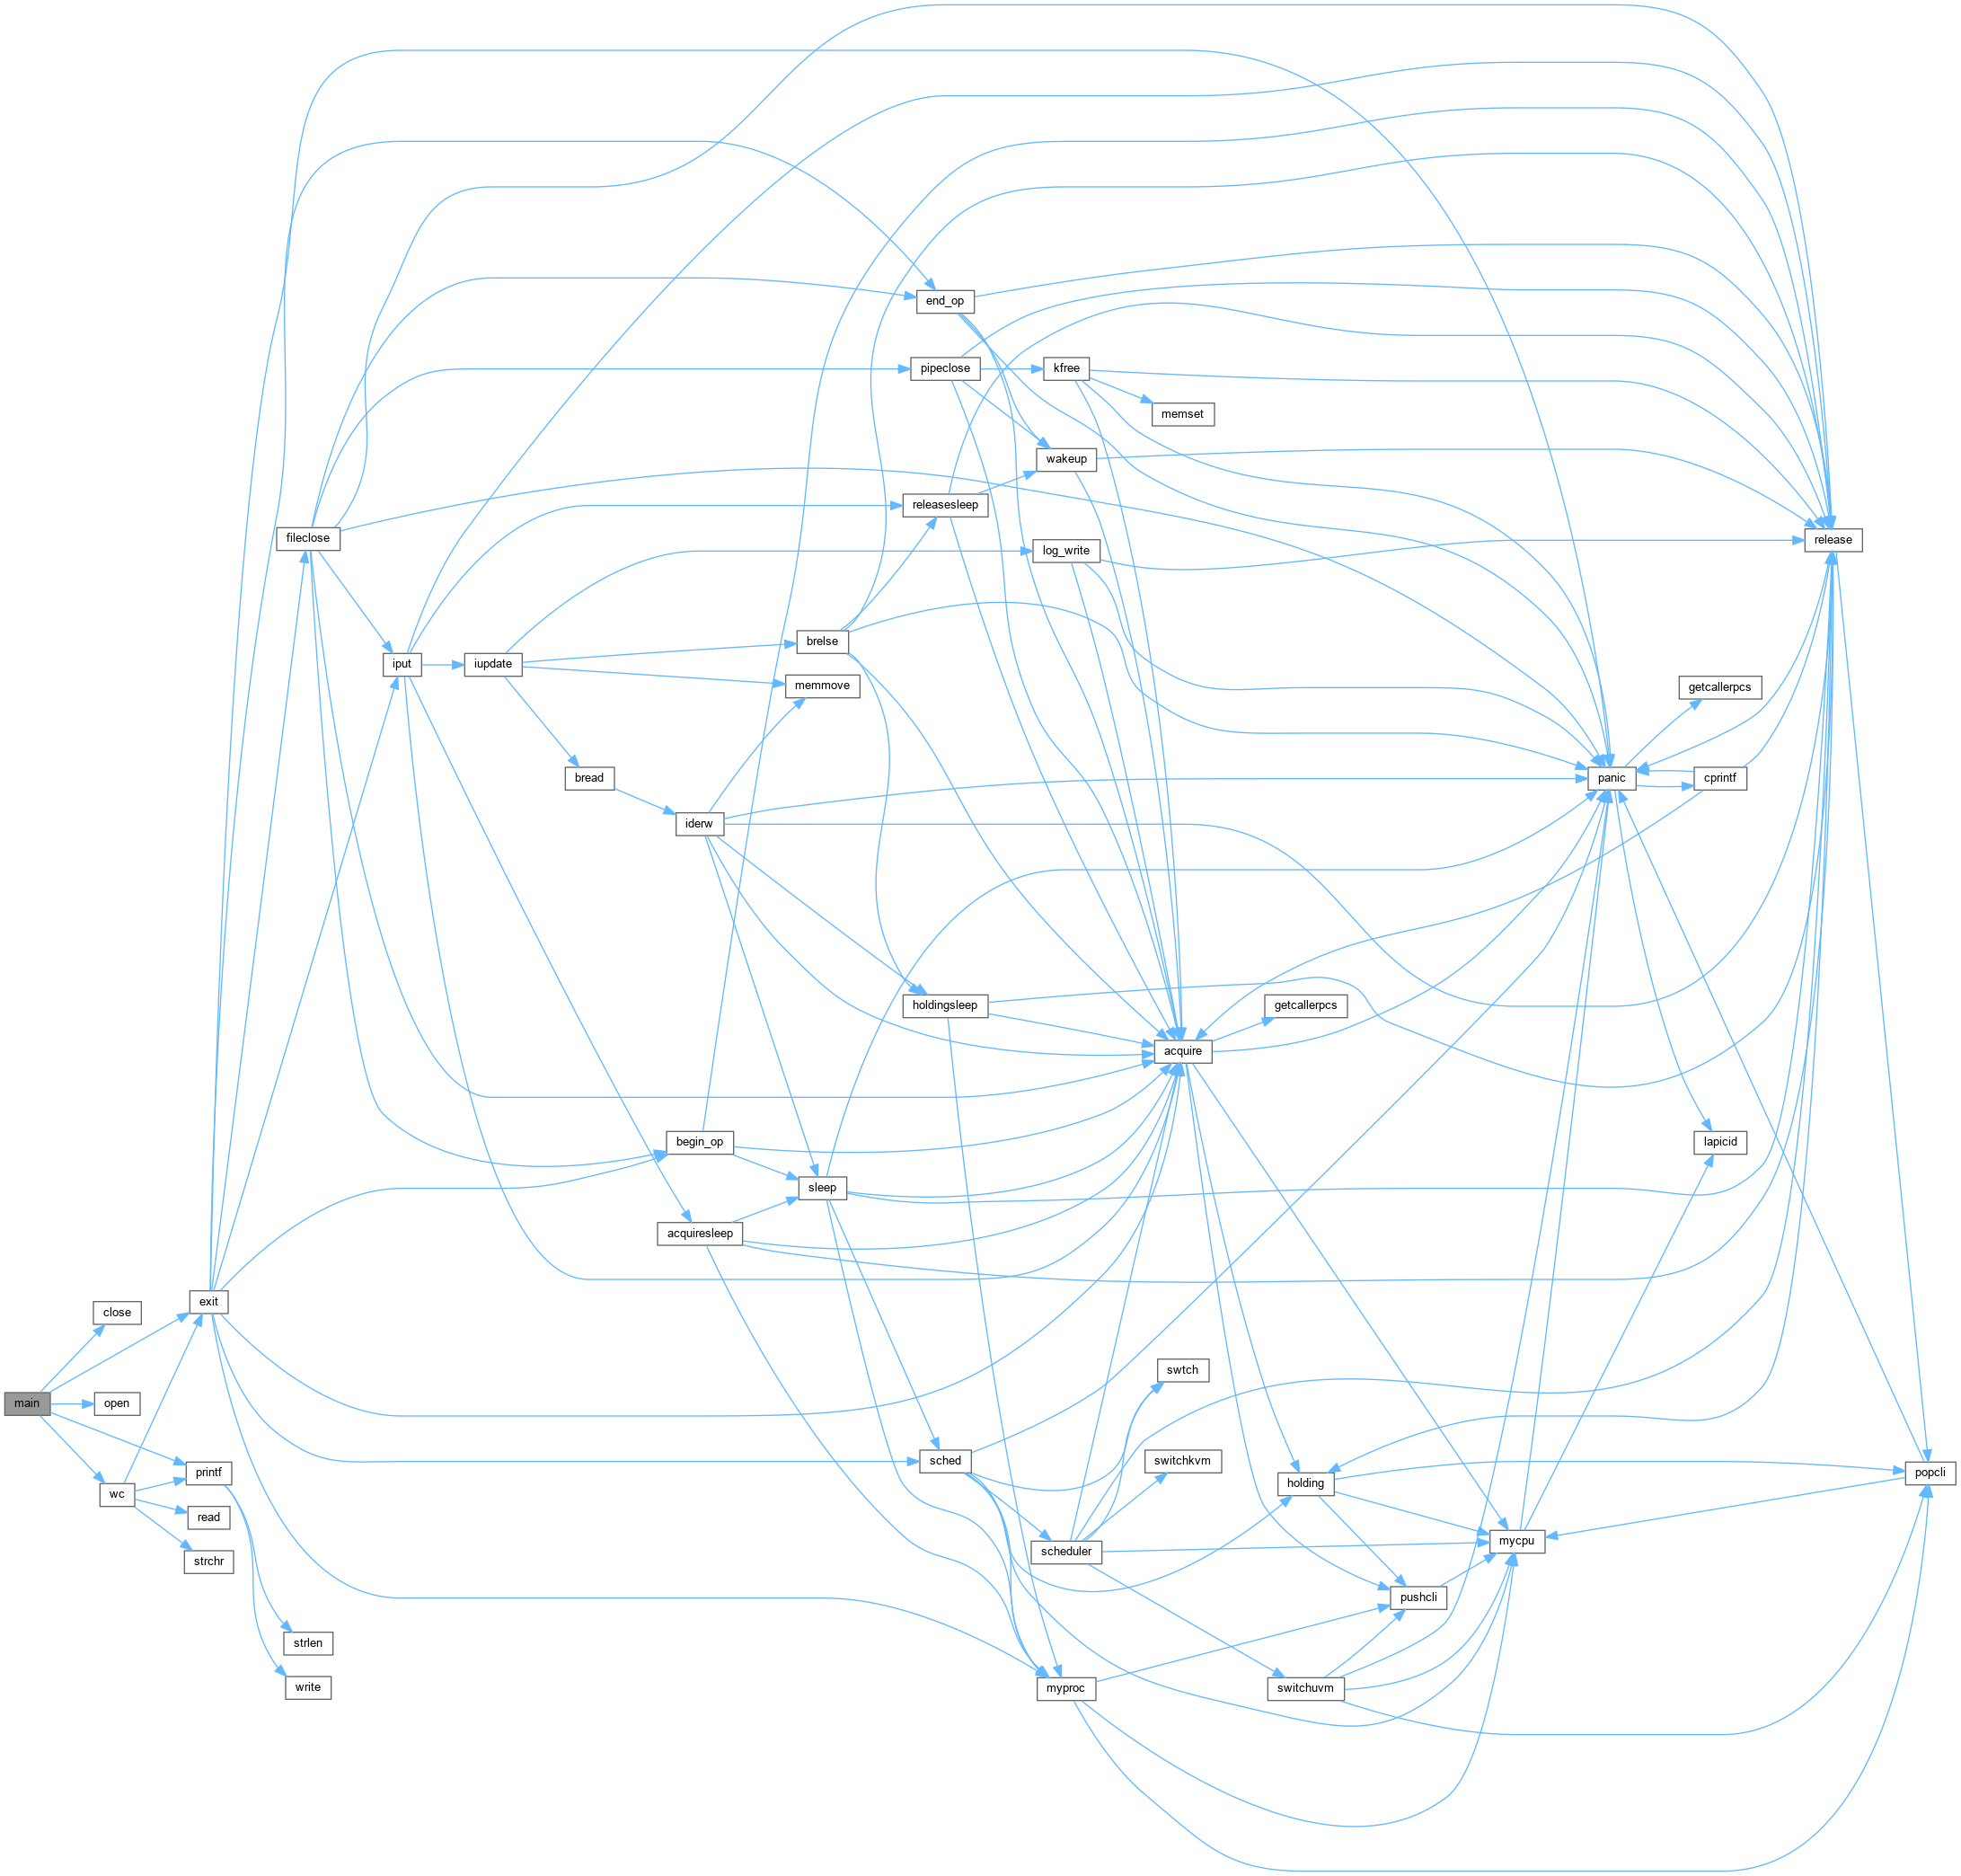 end_op
pipeclose
kfree
memset
wakeup
releasesleep
fileclose
release
log_write
brelse
iput
iupdate
memmove
getcallerpcs
bread
panic
cprintf
iderw
holdingsleep
getcallerpcs
acquire
begin_op
lapicid
sleep
acquiresleep
exit
close
swtch
main
open
sched
switchkvm
printf
holding
popcli
wc
read
mycpu
scheduler
strchr
pushcli
strlen
write
myproc
switchuvm